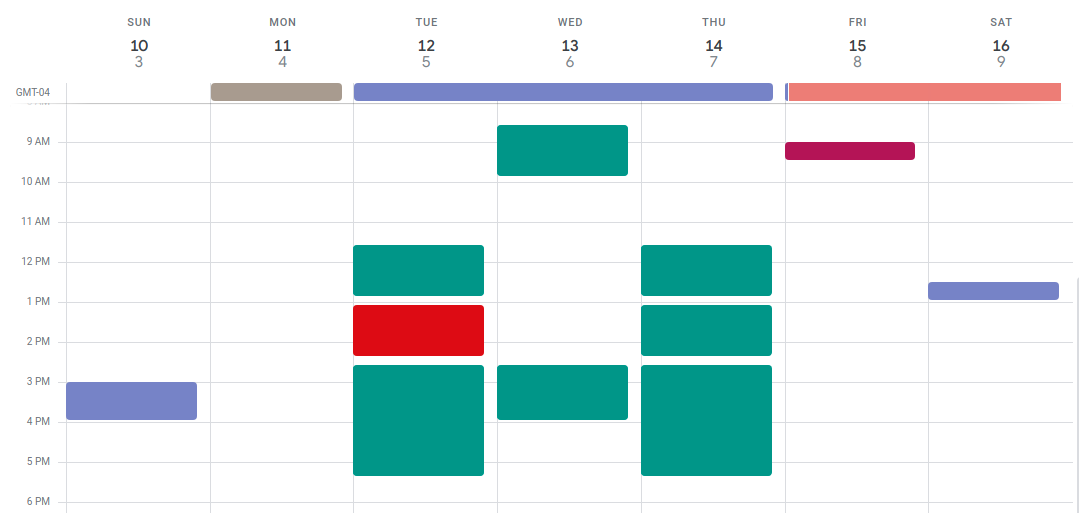 SUN MON TUE WED THU FRI SAT
10 11 12 13 14 15 16
3 4 5 6 7 8 9
GMT-04
9 AM
10 AM
11 AM
12 PM
1 PM
2 PM
3 PM
4 PM
5 PM
6 PM